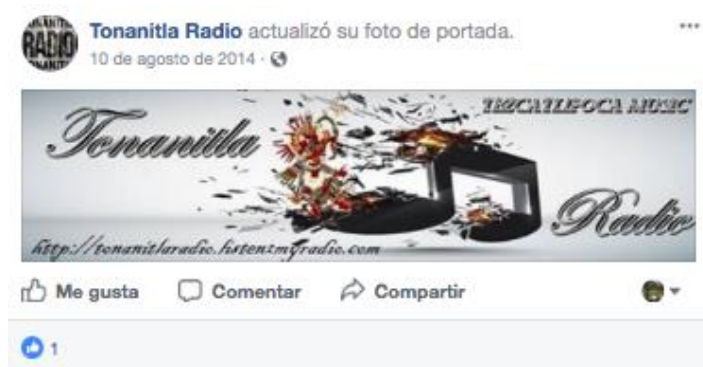 Tonanitla Radio actualizó su foto de portada.
10 de agosto de 2014
RADIO
Tonanitla
TEZCATLIPOCA MUSIC
Radio
http://tonanitlaradio.listen2myradio.com
Me gusta
Comentar
Compartir
1